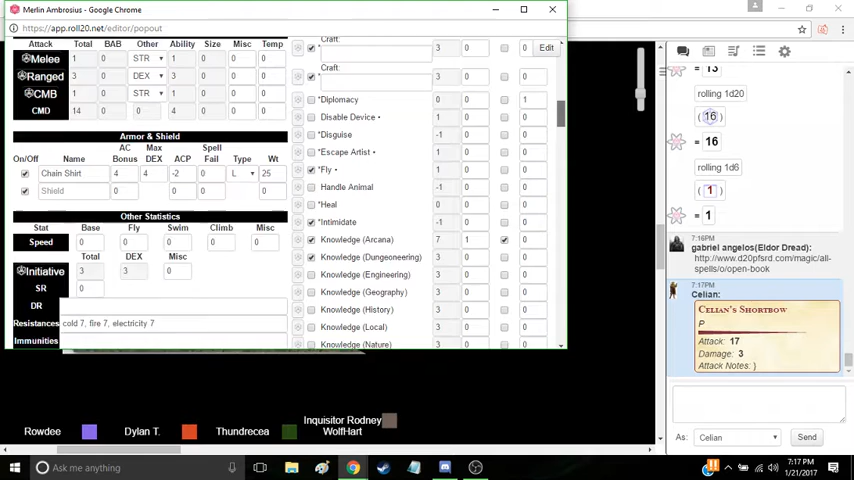 Merlin Ambrosius - Google Chrome
https://app.roll20.net/editor/popout
Attack Total BAB Other Ability Size Misc Temp
Melee 1 0 STR 1 0 0 0
Ranged 3 0 DEX 3 0 0 0
CMB 1 0 STR 1 0 0 0
CMD 14 0 4 0 0 0
Armor & Shield
On/Off Name AC Bonus Max DEX ACP Spell Fail Type Wt
Chain Shirt 4 4 -2 0 L 25
Shield 0 0 0 0
Other Statistics
Stat Base Fly Swim Climb Misc
Speed 0 0 0 0 0
Total DEX Misc
Initiative 3 3 0
SR 0
DR
Resistances cold 7, fire 7, electricity 7
Immunities
Edit
Craft:
* 3 0 0
Craft:
* 3 0 0
*Diplomacy 0 0 1
Disable Device • 1 0 0
*Disguise -1 0 0
*Escape Artist • 1 0 0
*Fly • 1 0 0
Handle Animal -1 0 0
*Heal 0 0 0
*Intimidate -1 0 0
Knowledge (Arcana) 7 1 0
Knowledge (Dungeoneering) 3 0 0
Knowledge (Engineering) 3 0 0
Knowledge (Geography) 3 0 0
Knowledge (History) 3 0 0
Knowledge (Local) 3 0 0
Knowledge (Nature) 3 0 0
= 13
rolling 1d20
( 16 )
= 16
rolling 1d6
( 1 )
= 1
7:16PM
gabriel angelos(Eldor Dread):
http://www.d20pfsrd.com/magic/all-
spells/o/open-book
7:17PM
Celian:
Celian's Shortbow
P
Attack: 17
Damage: 3
Attack Notes: )
As: Celian Send
Rowdee
Dylan T.
Thundrecea
Inquisitor Rodney
WolfHart
Ask me anything
7:17 PM
1/21/2017